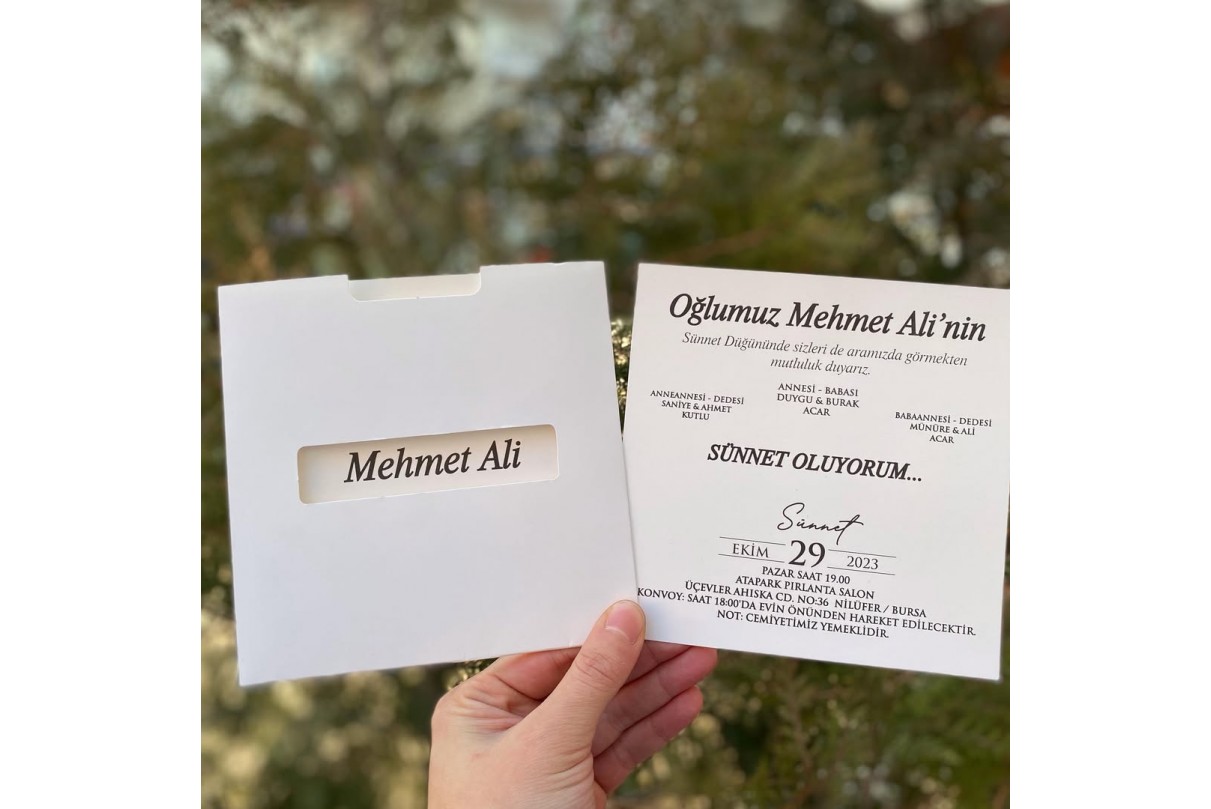 Mehmet Ali
Oğlumuz Mehmet Ali'nin
Sünnet Düğününde sizleri de aramızda görmekten
mutluluk duyarız.
ANNEANNESİ - DEDESİ
SANİYE & AHMET
KUTLU
ANNESİ - BABASI
DUYGU & BURAK
ACAR
BABAANNESİ - DEDESİ
MÜNÜRE & ALİ
ACAR
SÜNNET OLUYORUM...
Sünnet
EKİM 29 2023
PAZAR SAAT 19.00
ATAPARK PIRLANTA SALON
ÜÇEVLER AHISKA CD. NO:36 NİLÜFER / BURSA
KONVOY: SAAT 18:00'DA EVİN ÖNÜNDEN HAREKET EDİLECEKTİR.
NOT: CEMİYETİMİZ YEMEKLİDİR.